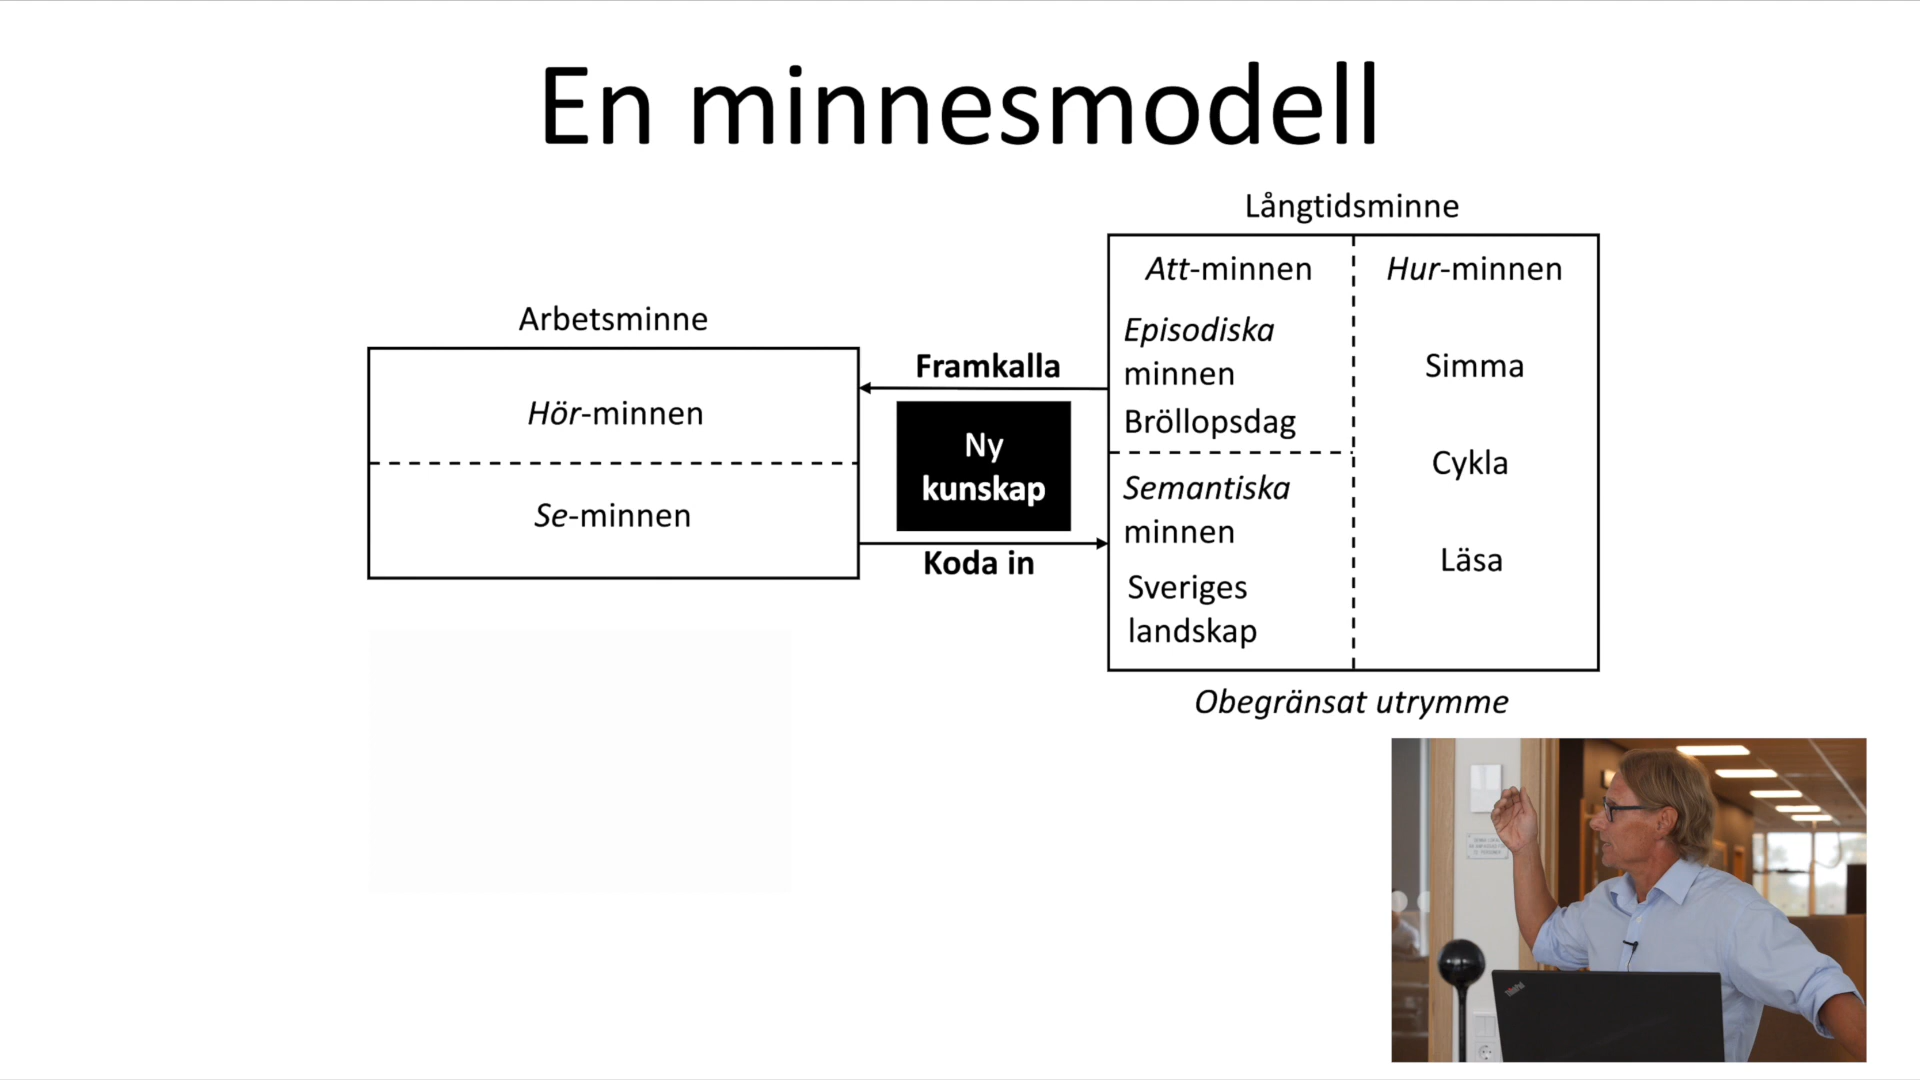 En minnesmodell
Långtidsminne
Att-minnen
Hur-minnen
Episodiska
minnen
Bröllopsdag
Semantiska
minnen
Sveriges
landskap
Simma
Cykla
Läsa
Obegränsat utrymme
Arbetsminne
Hör-minnen
Se-minnen
Framkalla
Ny
kunskap
Koda in
ThinkPad